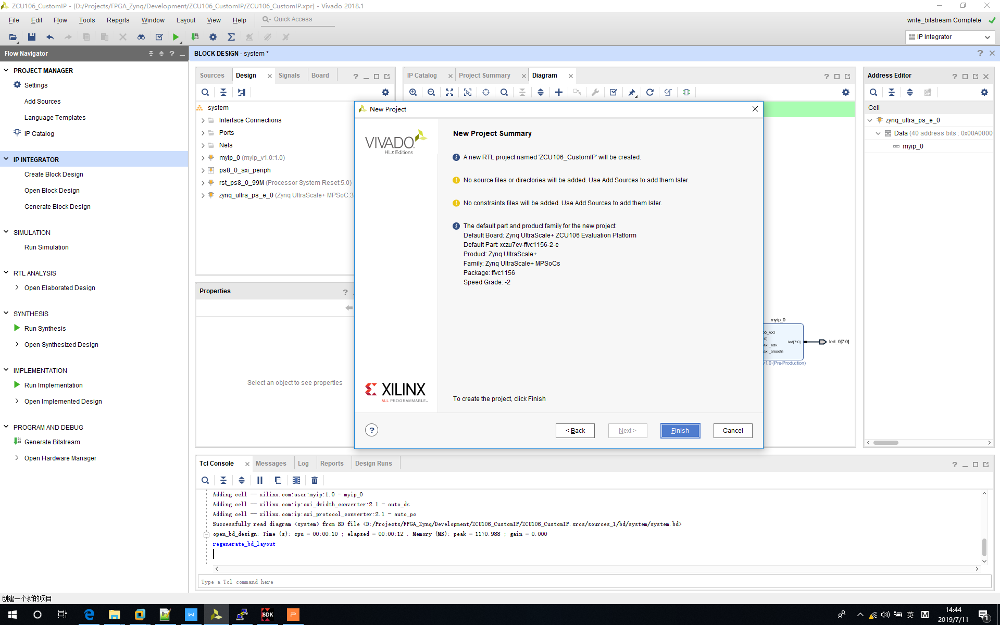 ZCU106_CustomIP - [D:/Projects/FPGA_Zynq/Development/ZCU106_CustomIP/ZCU106_CustomIP.xpr] - Vivado 2018.1
File Edit Flow Tools Reports Window Layout View Help Quick Access
write_bitstream Complete
IP Integrator
Flow Navigator
PROJECT MANAGER
Settings
Add Sources
Language Templates
IP Catalog
IP INTEGRATOR
Create Block Design
Open Block Design
Generate Block Design
SIMULATION
Run Simulation
RTL ANALYSIS
Open Elaborated Design
SYNTHESIS
Run Synthesis
Open Synthesized Design
IMPLEMENTATION
Run Implementation
Open Implemented Design
PROGRAM AND DEBUG
Generate Bitstream
Open Hardware Manager
BLOCK DESIGN - system *
Sources Design Signals Board
system
Interface Connections
Ports
Nets
myip_0 (myip_v1.0:1.0)
ps8_0_axi_periph
rst_ps8_0_99M (Processor System Reset:5.0)
zynq_ultra_ps_e_0 (Zynq UltraScale+ MPSoC:3
Properties
Select an object to see properties
IP Catalog Project Summary Diagram
myip_0
00_AXI
0]
axi_aclk
axi_aresetn
led[7:0]
led_0[7:0]
v1.0 (Pre-Production)
Address Editor
Cell
zynq_ultra_ps_e_0
Data (40 address bits : 0x00A0000
myip_0
New Project
VIVADO
HLx Editions
New Project Summary
A new RTL project named 'ZCU106_CustomIP' will be created.
No source files or directories will be added. Use Add Sources to add them later.
No constraints files will be added. Use Add Sources to add them later.
The default part and product family for the new project:
Default Board: Zynq UltraScale+ ZCU106 Evaluation Platform
Default Part: xczu7ev-ffvc1156-2-e
Product: Zynq UltraScale+
Family: Zynq UltraScale+ MPSoCs
Package: ffvc1156
Speed Grade: -2
To create the project, click Finish
XILINX
ALL PROGRAMMABLE
< Back Next > Finish Cancel
Tcl Console Messages Log Reports Design Runs
Adding cell -- xilinx.com:user:myip:1.0 - myip_0
Adding cell -- xilinx.com:ip:axi_dwidth_converter:2.1 - auto_ds
Adding cell -- xilinx.com:ip:axi_protocol_converter:2.1 - auto_pc
Successfully read diagram <system> from BD file <D:/Projects/FPGA_Zynq/Development/ZCU106_CustomIP/ZCU106_CustomIP.srcs/sources_1/bd/system/system.bd>
open_bd_design: Time (s): cpu = 00:00:10 ; elapsed = 00:00:12 . Memory (MB): peak = 1170.988 ; gain = 0.000
regenerate_bd_layout
Type a Tcl command here
创建一个新的项目
SDK
英
M
14:44
2019/7/11
1